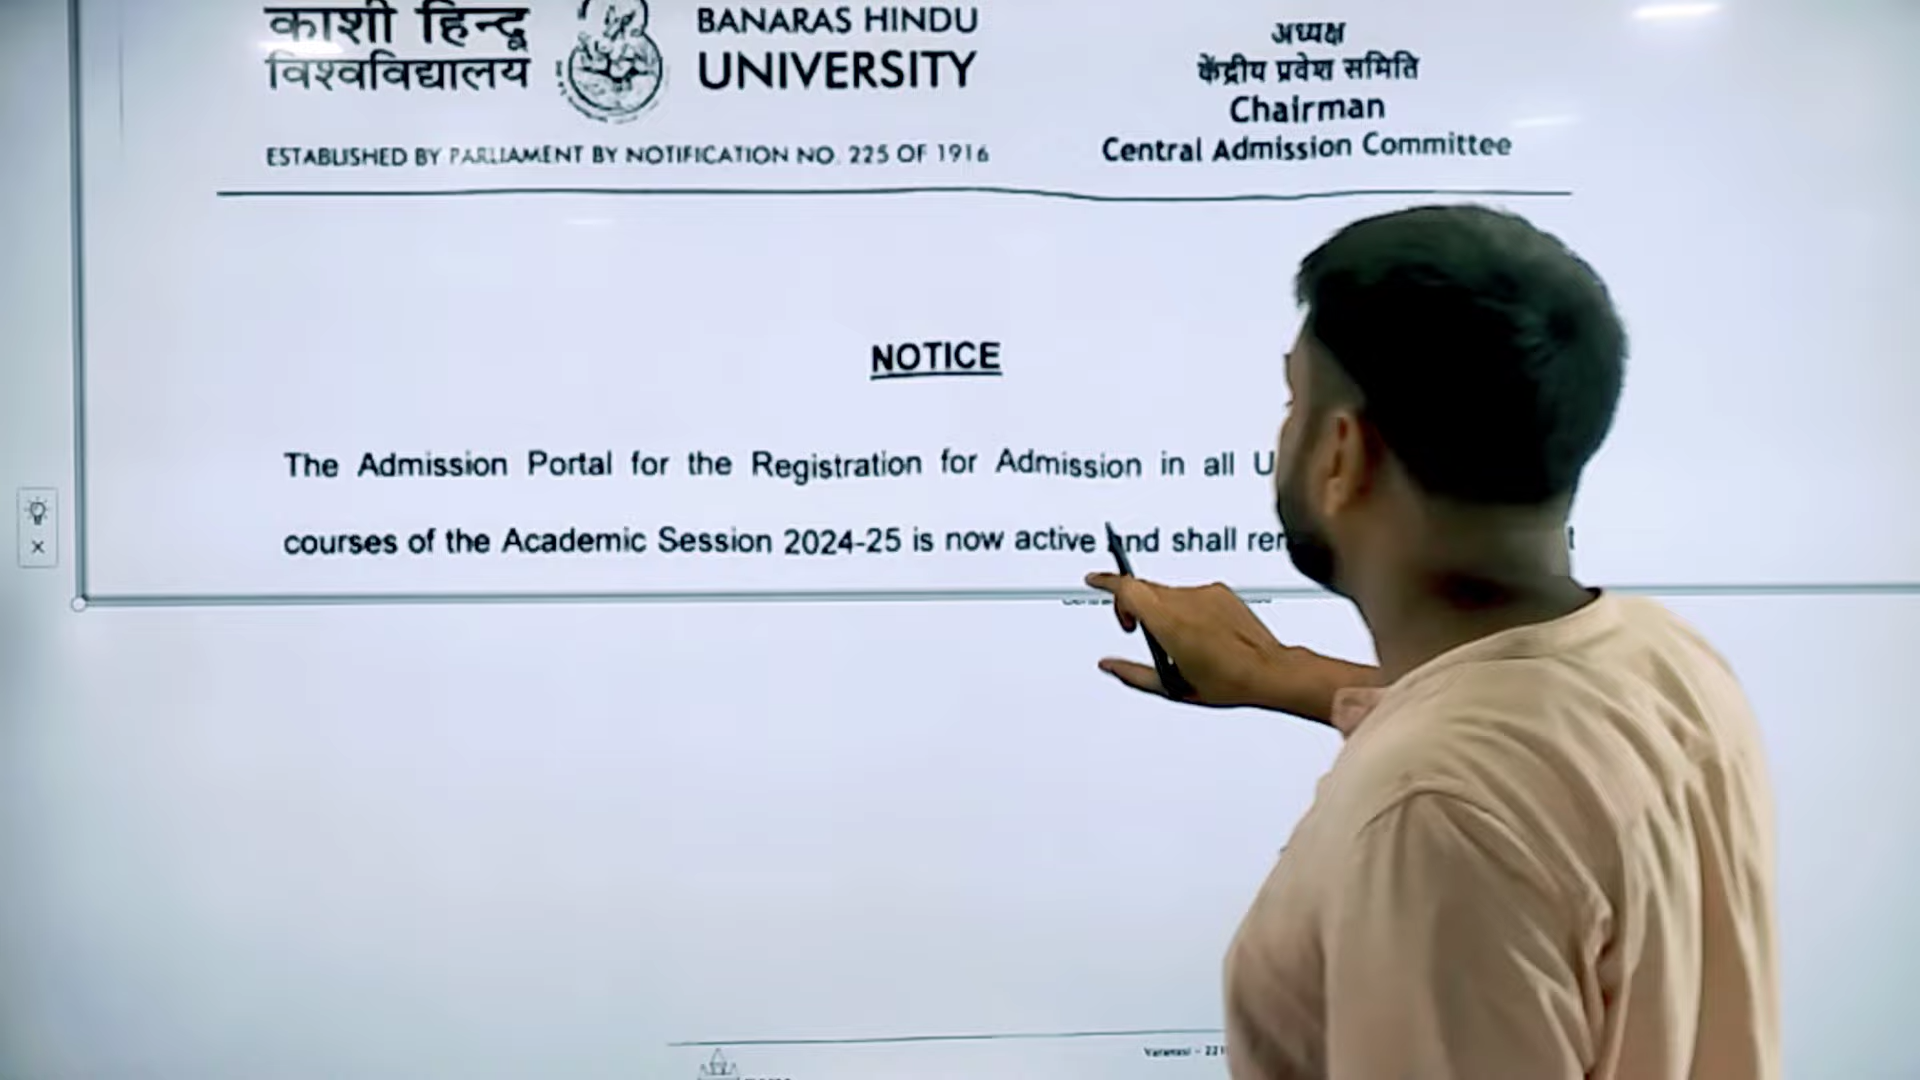 काशी हिन्दू
विश्वविद्यालय
BANARAS HINDU
UNIVERSITY
ESTABLISHED BY PARLIAMENT BY NOTIFICATION NO. 225 OF 1916
अध्यक्ष
केंद्रीय प्रवेश समिति
Chairman
Central Admission Committee
NOTICE
The Admission Portal for the Registration for Admission in all
courses of the Academic Session 2024-25 is now active and shall
Varanasi - 221